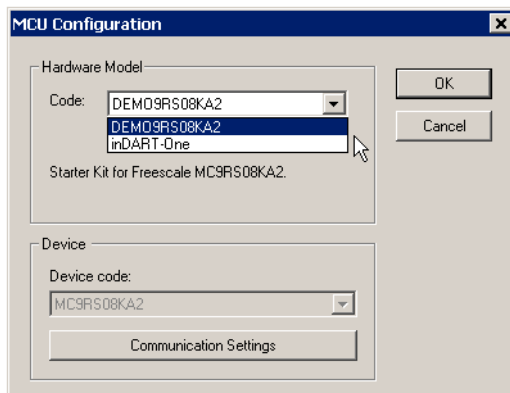 MCU Configuration
Hardware Model
Code:
DEMO9RS08KA2
DEMO9RS08KA2
inDART-One
Starter Kit for Freescale MC9RS08KA2.
OK
Cancel
Device
Device code:
MC9RS08KA2
Communication Settings